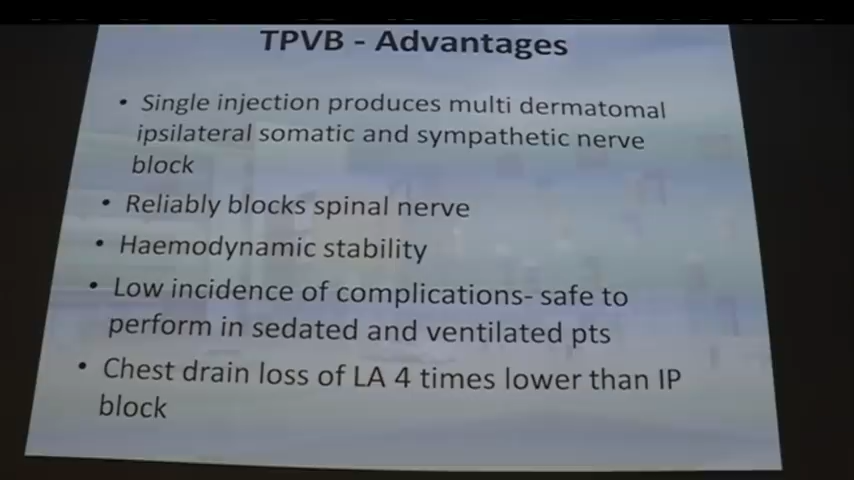 TPVB - Advantages
• Single injection produces multi dermatomal
ipsilateral somatic and sympathetic nerve
block
• Reliably blocks spinal nerve
• Haemodynamic stability
• Low incidence of complications- safe to
perform in sedated and ventilated pts
• Chest drain loss of LA 4 times lower than IP
block